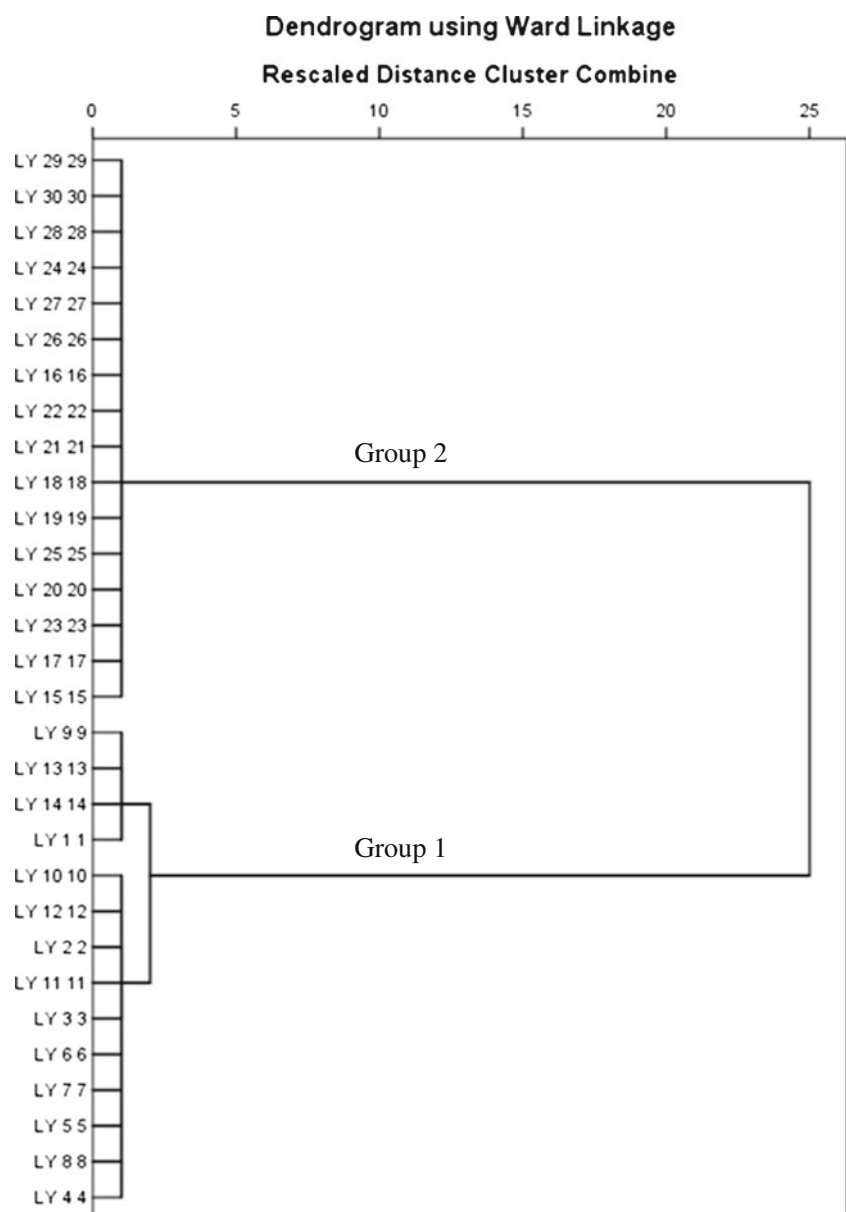 Dendrogram using Ward Linkage
Rescaled Distance Cluster Combine
0 5 10 15 20 25
LY 29 29
LY 30 30
LY 28 28
LY 24 24
LY 27 27
LY 26 26
LY 16 16
LY 22 22
LY 21 21
Group 2
LY 18 18
LY 19 19
LY 25 25
LY 20 20
LY 23 23
LY 17 17
LY 15 15
LY 9 9
LY 13 13
LY 14 14
LY 1 1
Group 1
LY 10 10
LY 12 12
LY 2 2
LY 11 11
LY 3 3
LY 6 6
LY 7 7
LY 5 5
LY 8 8
LY 4 4